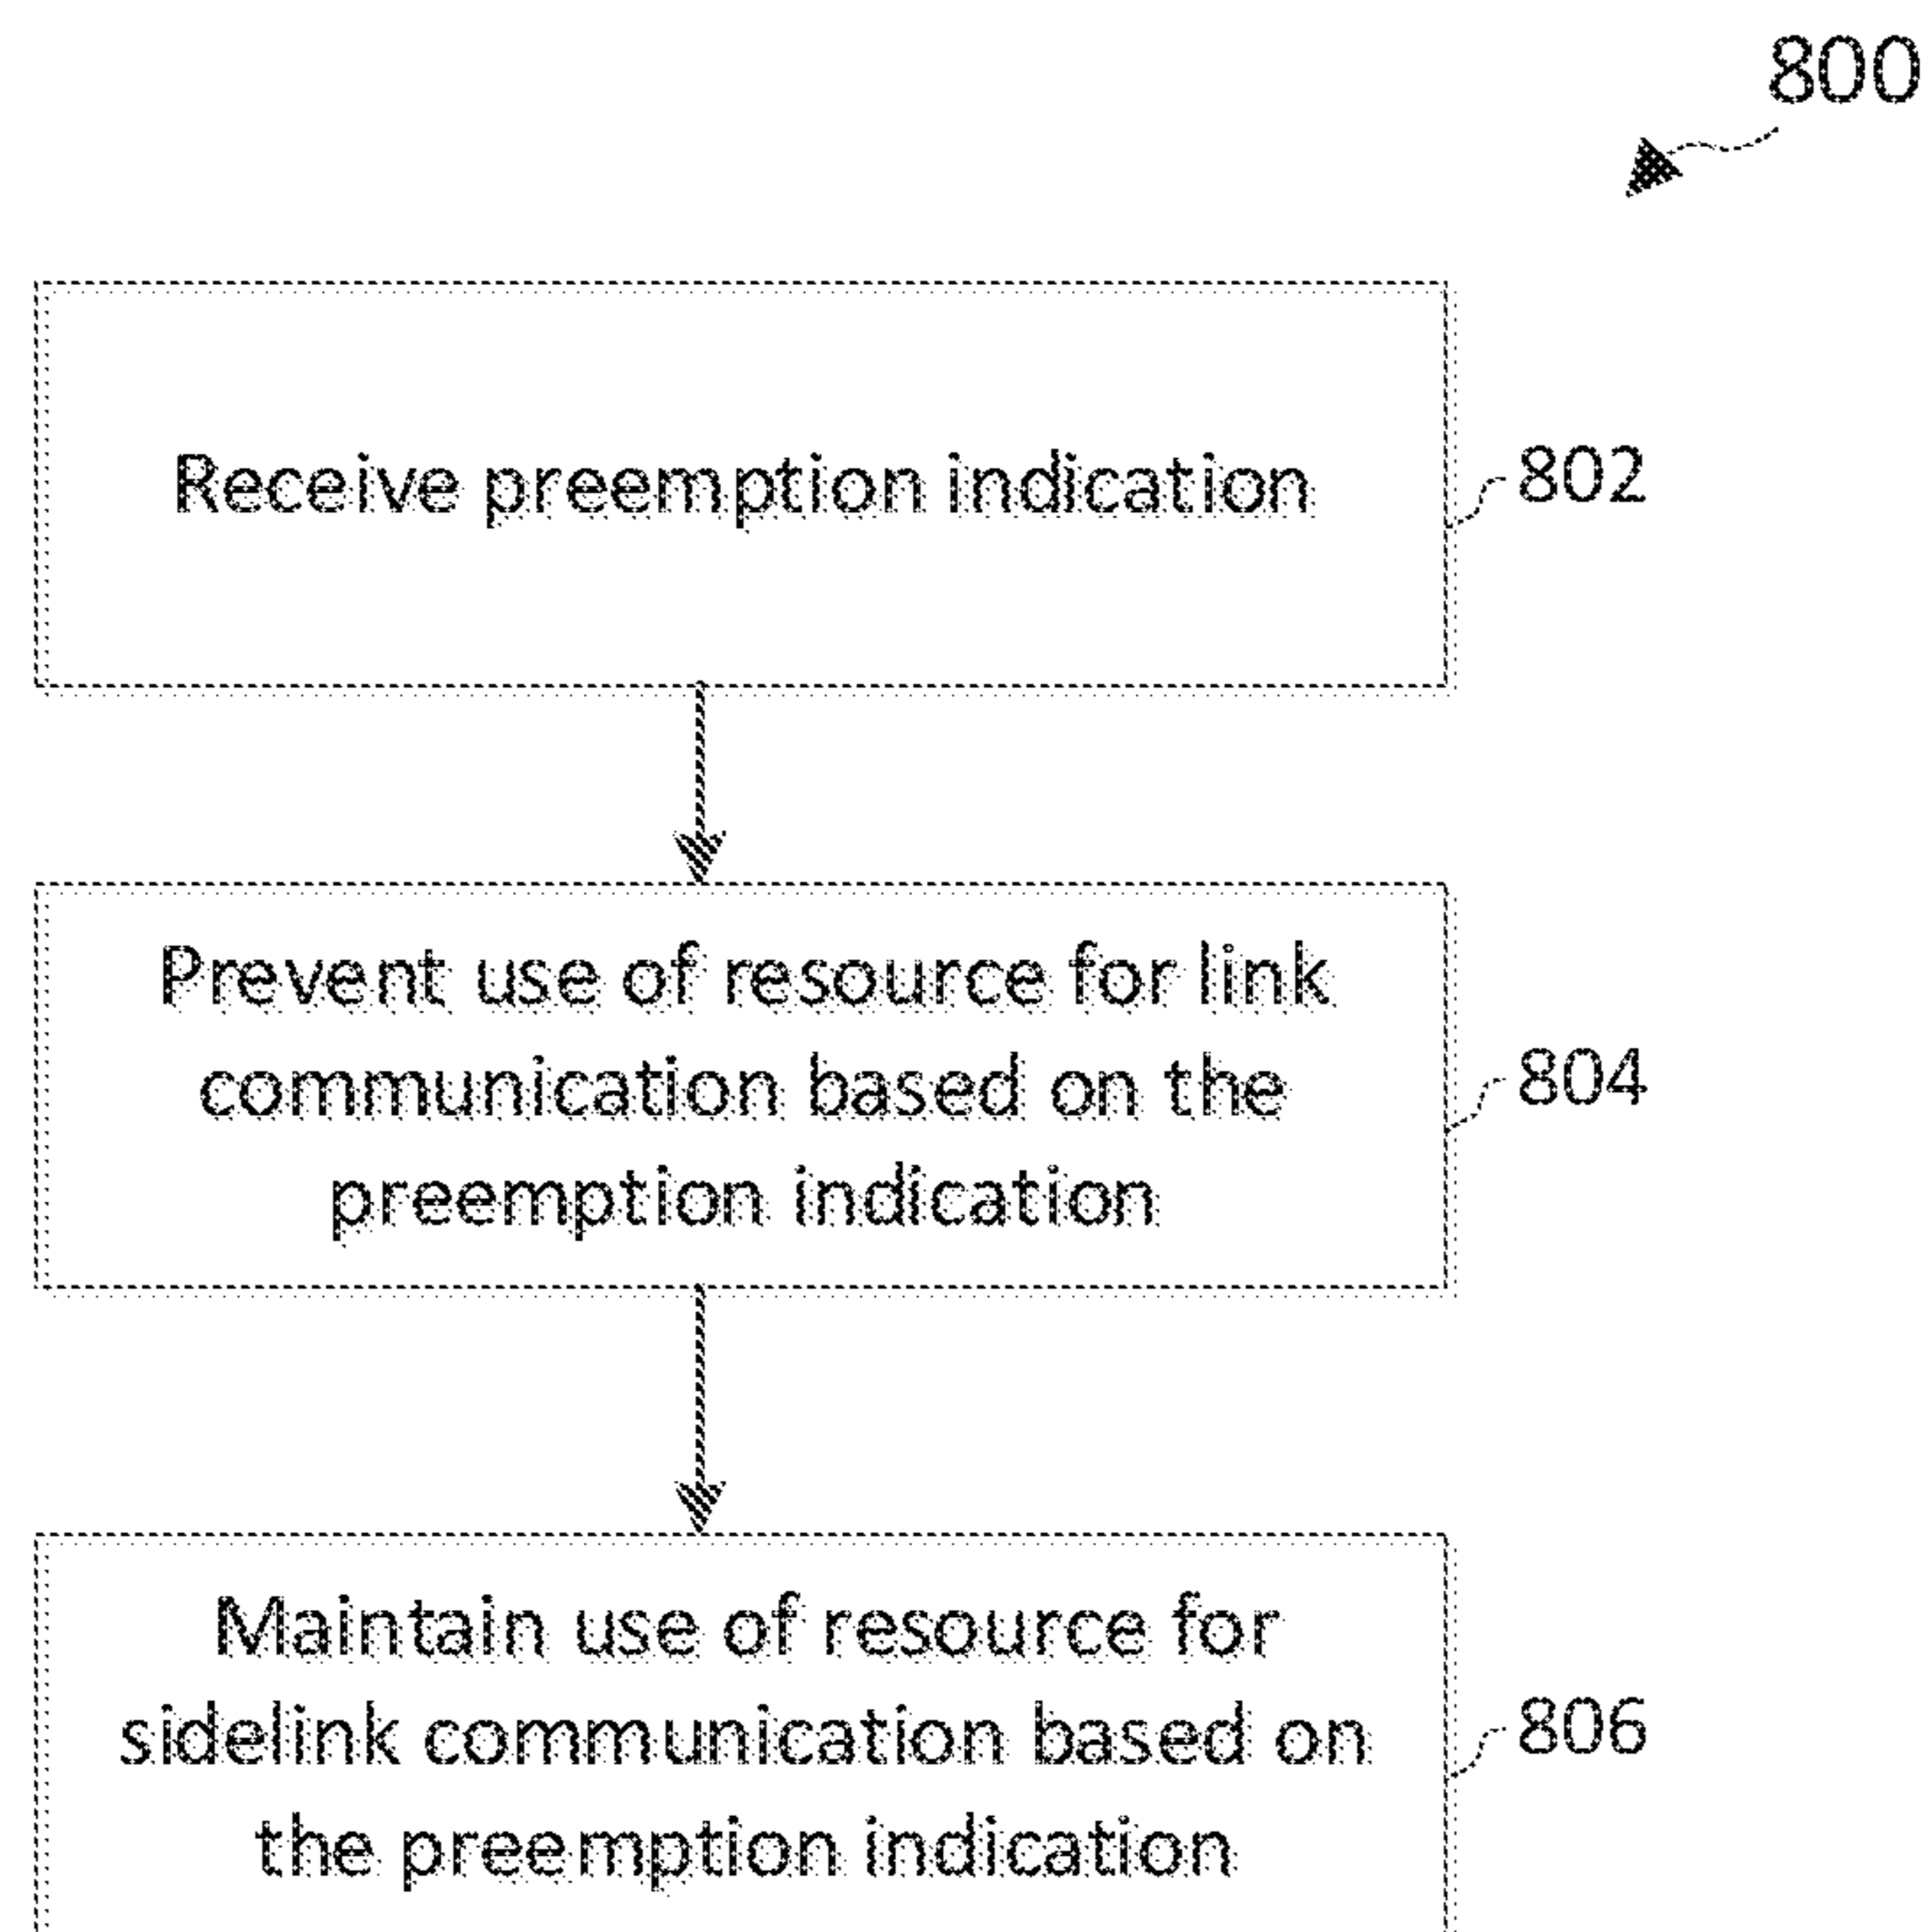 800
Receive preemption indication
802
Prevent use of resource for link
communication based on the
preemption indication
804
Maintain use of resource for
sidelink communication based on
the preemption indication
806